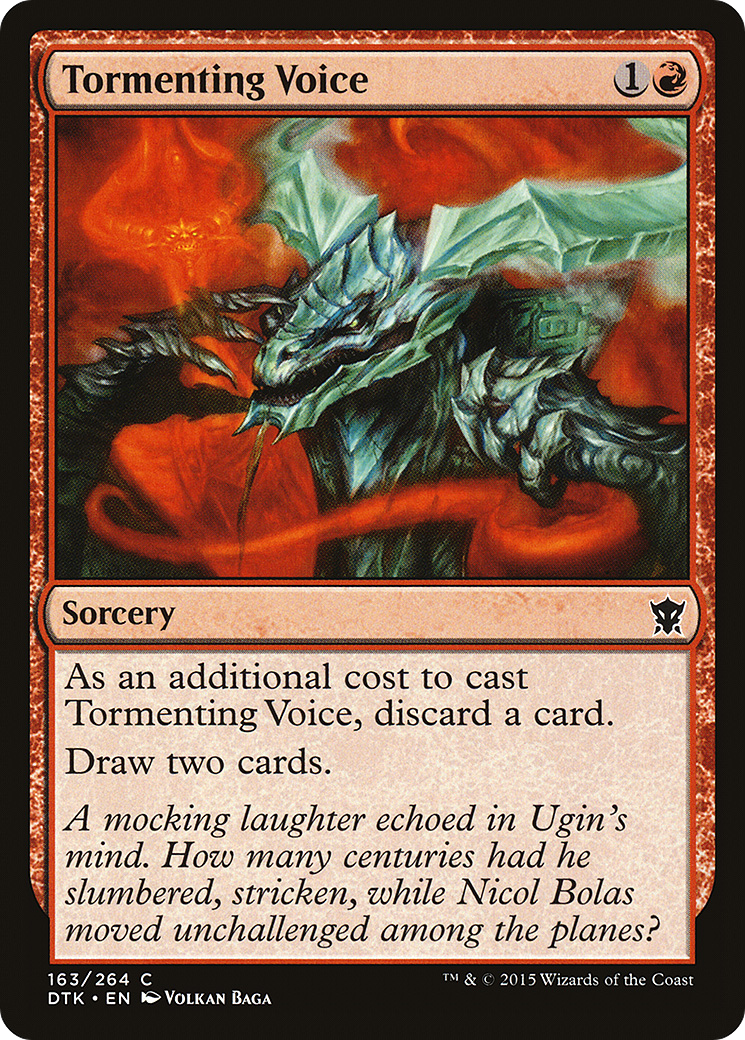 Tormenting Voice
1
Sorcery
As an additional cost to cast
Tormenting Voice, discard a card.
Draw two cards.
A mocking laughter echoed in Ugin's
mind. How many centuries had he
slumbered, stricken, while Nicol Bolas
moved unchallenged among the planes?
163/264 C
DTK • EN Volkan Baga
™ & © 2015 Wizards of the Coast